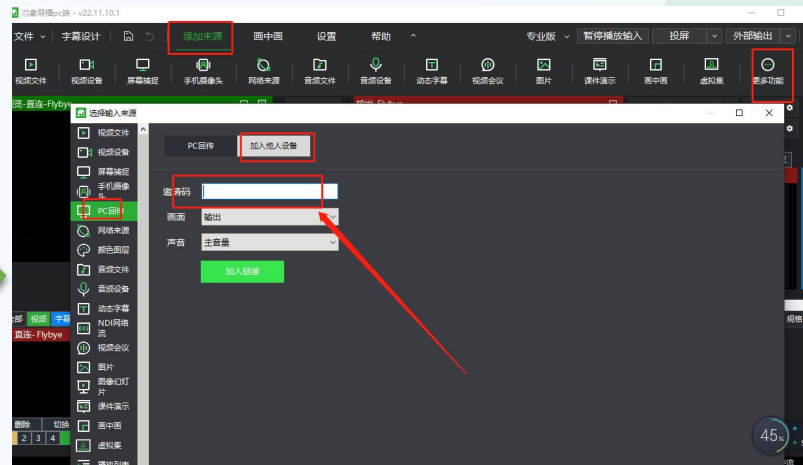 芯象导播pc端 - v22.11.10.1
文件 字幕设计 添加来源 画中画 设置 帮助 专业版 暂停播放输入 投屏 外部输出
视频文件 视频设备 屏幕捕捉 手机摄像头 网络来源 音频文件 音频设备 动态字幕 视频会议 图片 课件演示 画中画 虚拟集 更多功能
览-直连-Flybye
选择输入来源
视频文件
视频设备
屏幕捕捉
手机摄像
头
PC回传
网络来源
颜色图层
音频文件
音频设备
动态字幕
NDI网络
流
视频会议
图片
图像幻灯
片
课件演示
画中画
虚拟集
播放列表
PC回传 加入他人设备
邀请码
画面 输出
声音 主音量
加入链接
全部 视频 字幕
直连- Flybye
删除 切换
2 3 4
规格
45%